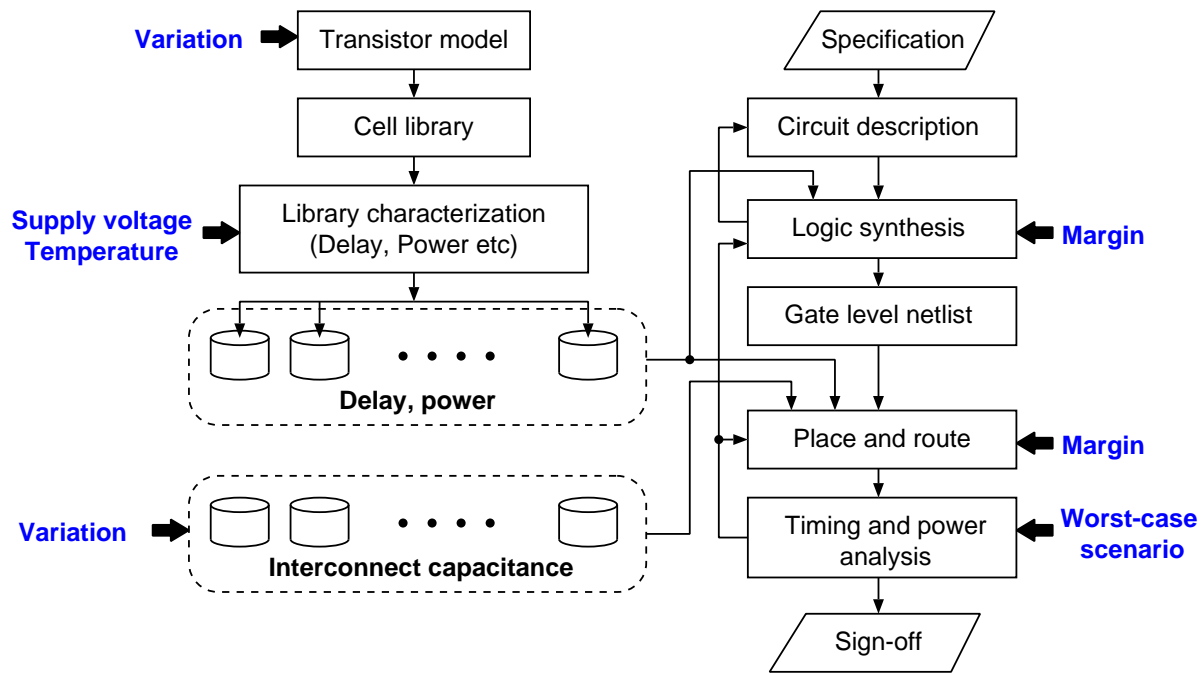 Variation
Transistor model
Cell library
Supply voltage
Temperature
Library characterization
(Delay, Power etc)
Delay, power
Variation
Interconnect capacitance
Specification
Circuit description
Logic synthesis
Margin
Gate level netlist
Place and route
Margin
Timing and power
analysis
Worst-case
scenario
Sign-off